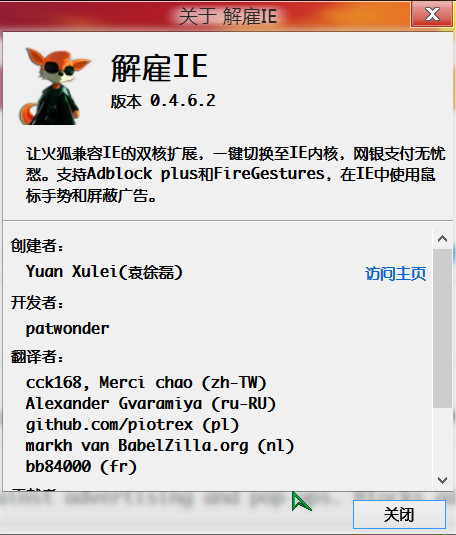 关于 解雇IE
解雇IE
版本 0.4.6.2
让火狐兼容IE的双核扩展，一键切换至IE内核，网银支付无忧
愁。支持Adblock plus和FireGestures，在IE中使用鼠
标手势和屏蔽广告。
创建者：
Yuan Xulei(袁徐磊)
访问主页
开发者：
patwonder
翻译者：
cck168, Merci chao (zh-TW)
Alexander Gvaramiya (ru-RU)
github.com/piotrex (pl)
markh van BabelZilla.org (nl)
bb84000 (fr)
advertising and
关闭